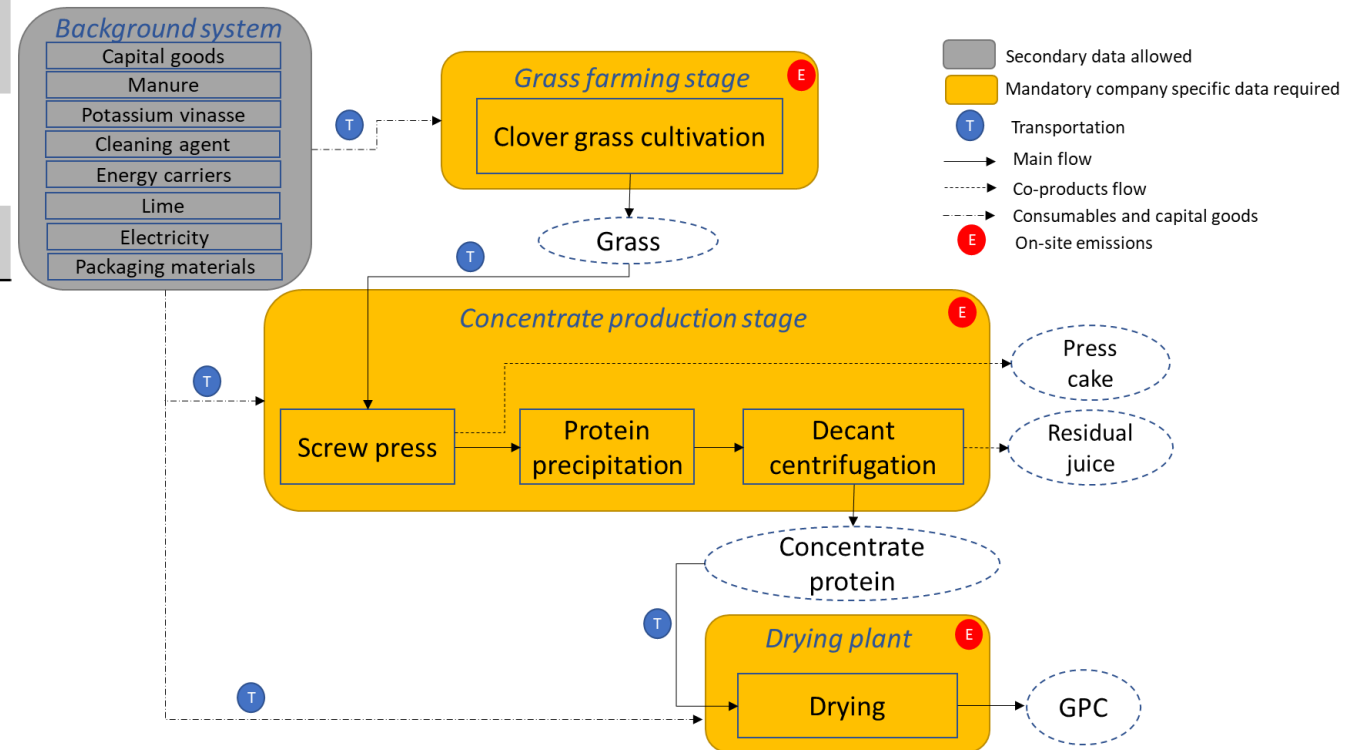 Background system
Capital goods
Manure
Potassium vinasse
Cleaning agent
Energy carriers
Lime
Electricity
Packaging materials
T
Grass farming stage
E
Clover grass cultivation
Grass
T
Secondary data allowed
Mandatory company specific data required
T
Transportation
Main flow
Co-products flow
Consumables and capital goods
E
On-site emissions
Concentrate production stage
E
T
Screw press
Protein
precipitation
Decant
centrifugation
Press
cake
Residual
juice
Concentrate
protein
T
Drying plant
E
T
Drying
GPC